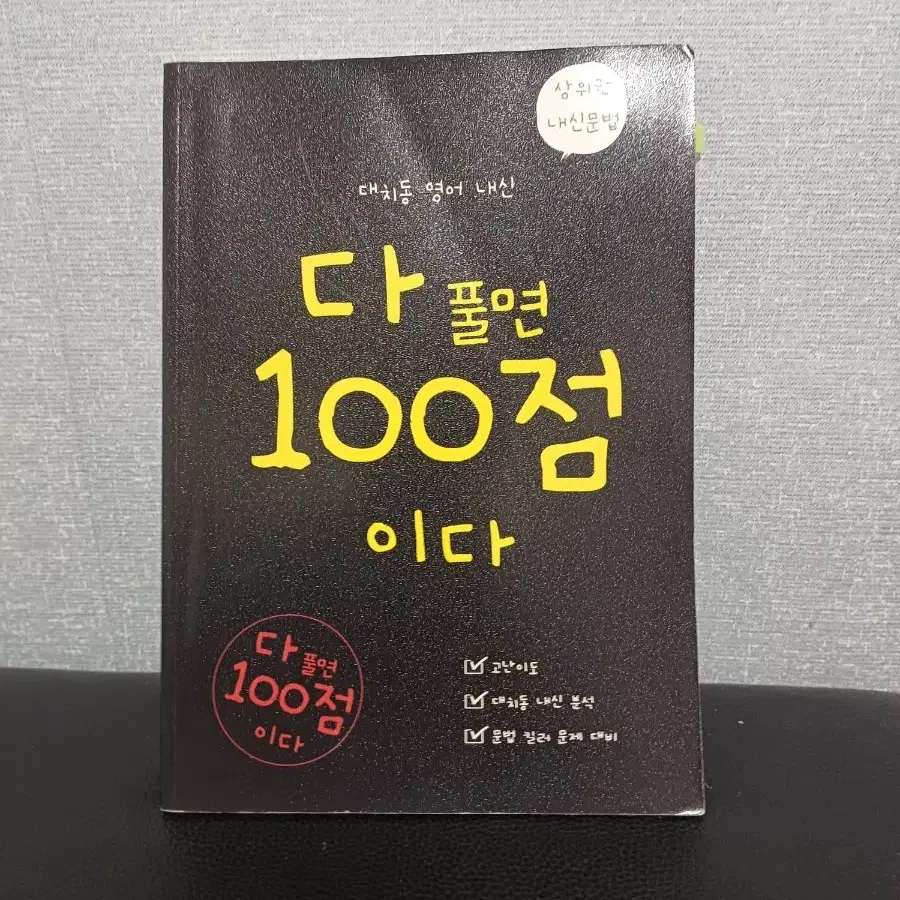 상위권
내신문법
대치동 영어 내신
다 풀면
100점
이다
다 풀면
100점
이다
고난이도
대치동 내신 분석
문법 킬러 문제 대비